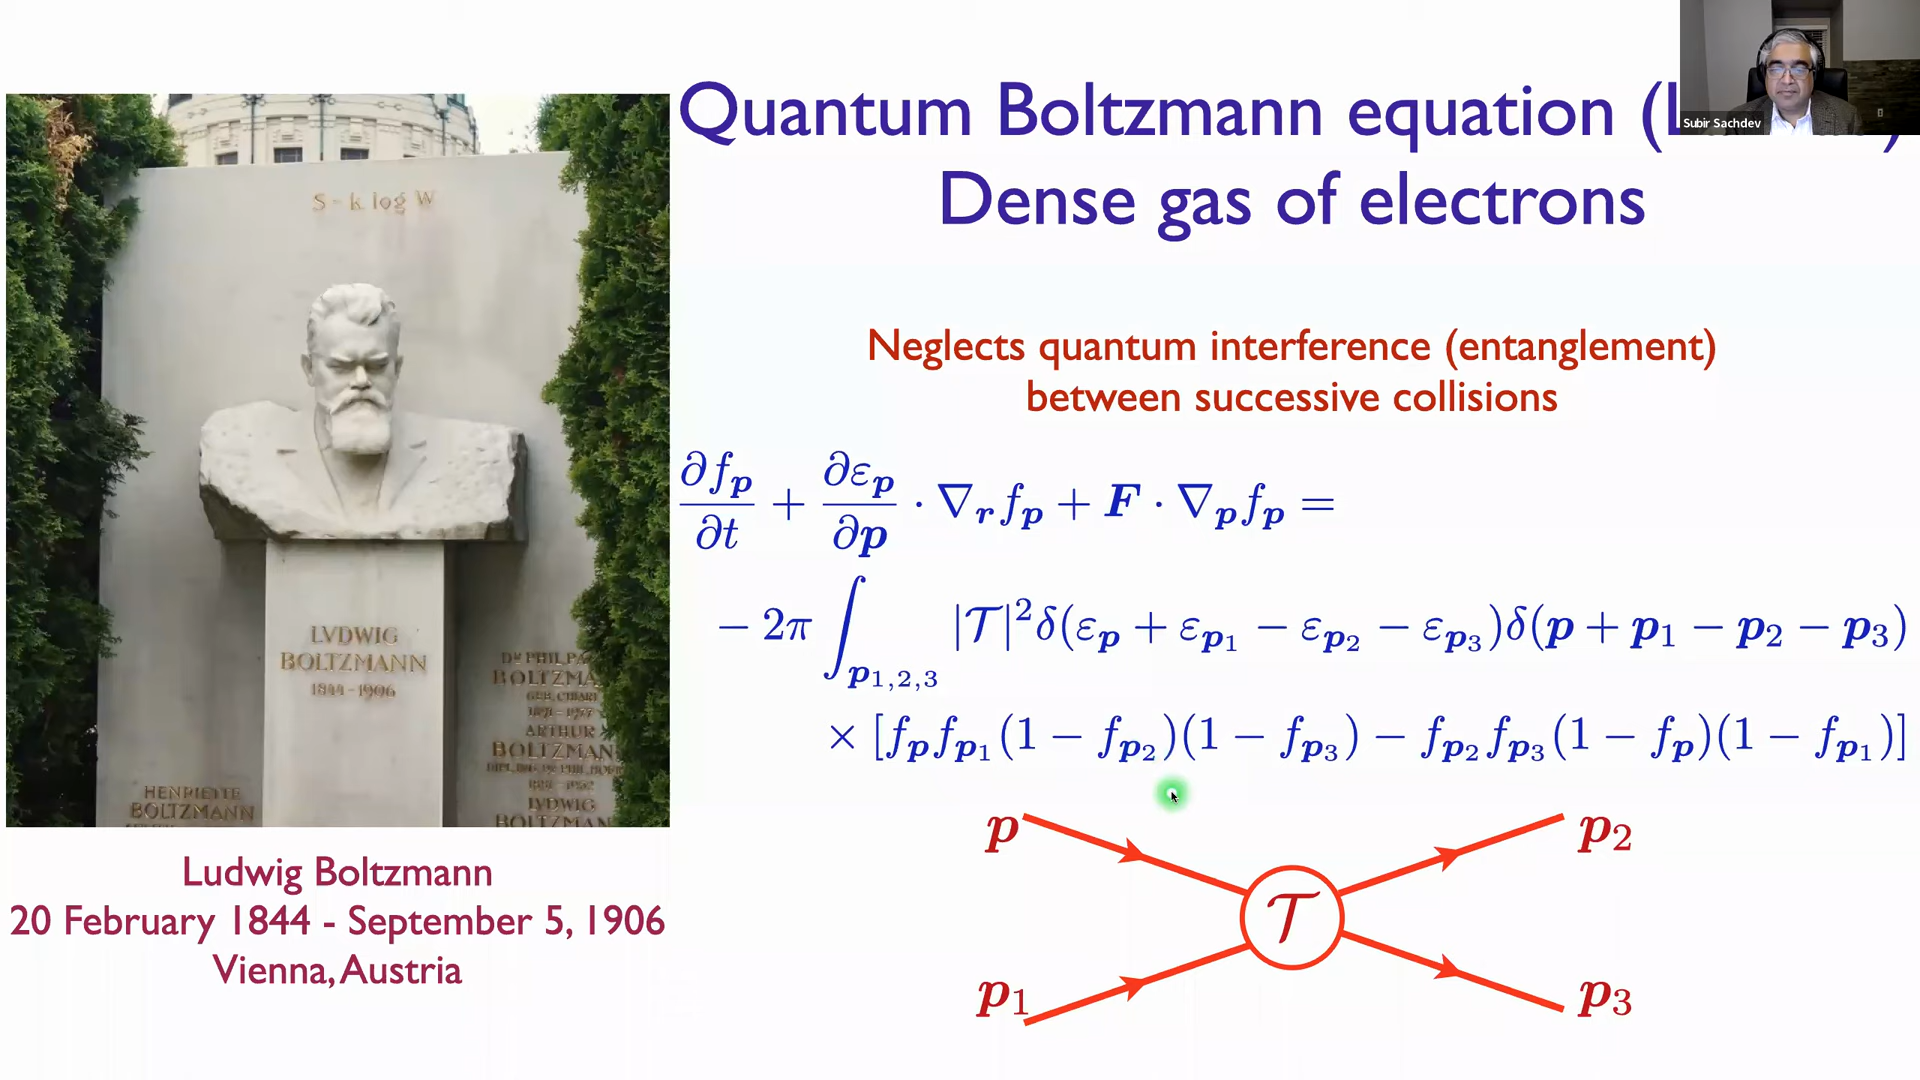 Quantum Boltzmann equation (
Dense gas of electrons
Subir Sachdev
Neglects quantum interference (entanglement)
between successive collisions
∂f_𝒑/∂t + ∂ε_𝒑/∂𝒑 · ∇_𝒓 f_𝒑 + 𝑭 · ∇_𝒑 f_𝒑 =
− 2π ∫_{𝒑_{1,2,3}} |𝒯|² δ(ε_𝒑 + ε_{𝒑_1} − ε_{𝒑_2} − ε_{𝒑_3}) δ(𝒑 + 𝒑_1 − 𝒑_2 − 𝒑_3)
× [f_𝒑 f_{𝒑_1} (1 − f_{𝒑_2})(1 − f_{𝒑_3}) − f_{𝒑_2} f_{𝒑_3} (1 − f_𝒑)(1 − f_{𝒑_1})]
𝒑
𝒑_2
𝒯
𝒑_1
𝒑_3
S = k. log W
LVDWIG
BOLTZMANN
1844 - 1906
BOLTZMA
ARTHUR
BOLTZMAN
LVDWIG
BOLTZMAN
HENRIETTE
BOLTZMANN
Ludwig Boltzmann
20 February 1844 - September 5, 1906
Vienna, Austria